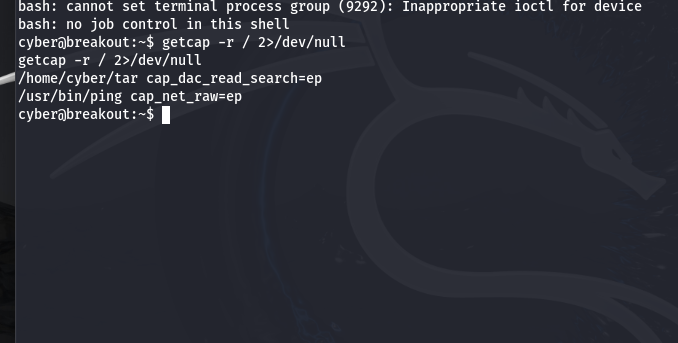 bash: cannot set terminal process group (9292): Inappropriate ioctl for device
bash: no job control in this shell
cyber@breakout:~$ getcap -r / 2>/dev/null
getcap -r / 2>/dev/null
/home/cyber/tar cap_dac_read_search=ep
/usr/bin/ping cap_net_raw=ep
cyber@breakout:~$